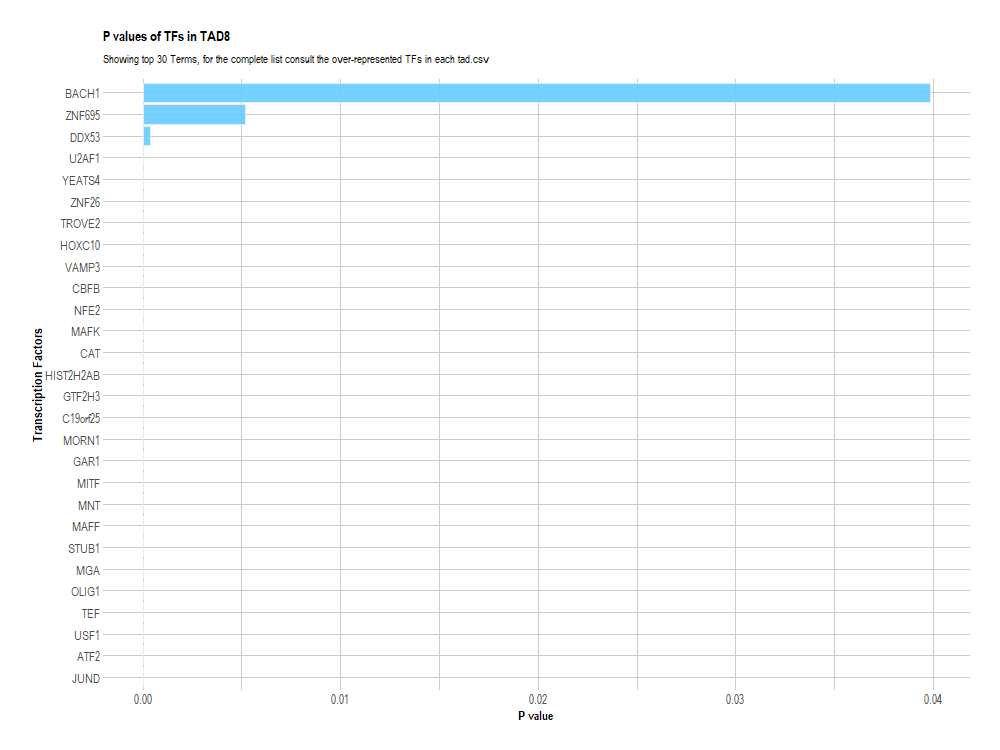 P values of TFs in TAD8
Showing top 30 Terms, for the complete list consult the over-represented TFs in each tad.csv
Transcription Factors
BACH1
ZNF695
DDX53
U2AF1
YEATS4
ZNF26
TROVE2
HOXC10
VAMP3
CBFB
NFE2
MAFK
CAT
HIST2H2AB
GTF2H3
C19orf25
MORN1
GAR1
MITF
MNT
MAFF
STUB1
MGA
OLIG1
TEF
USF1
ATF2
JUND
0.00 0.01 0.02 0.03 0.04
P value